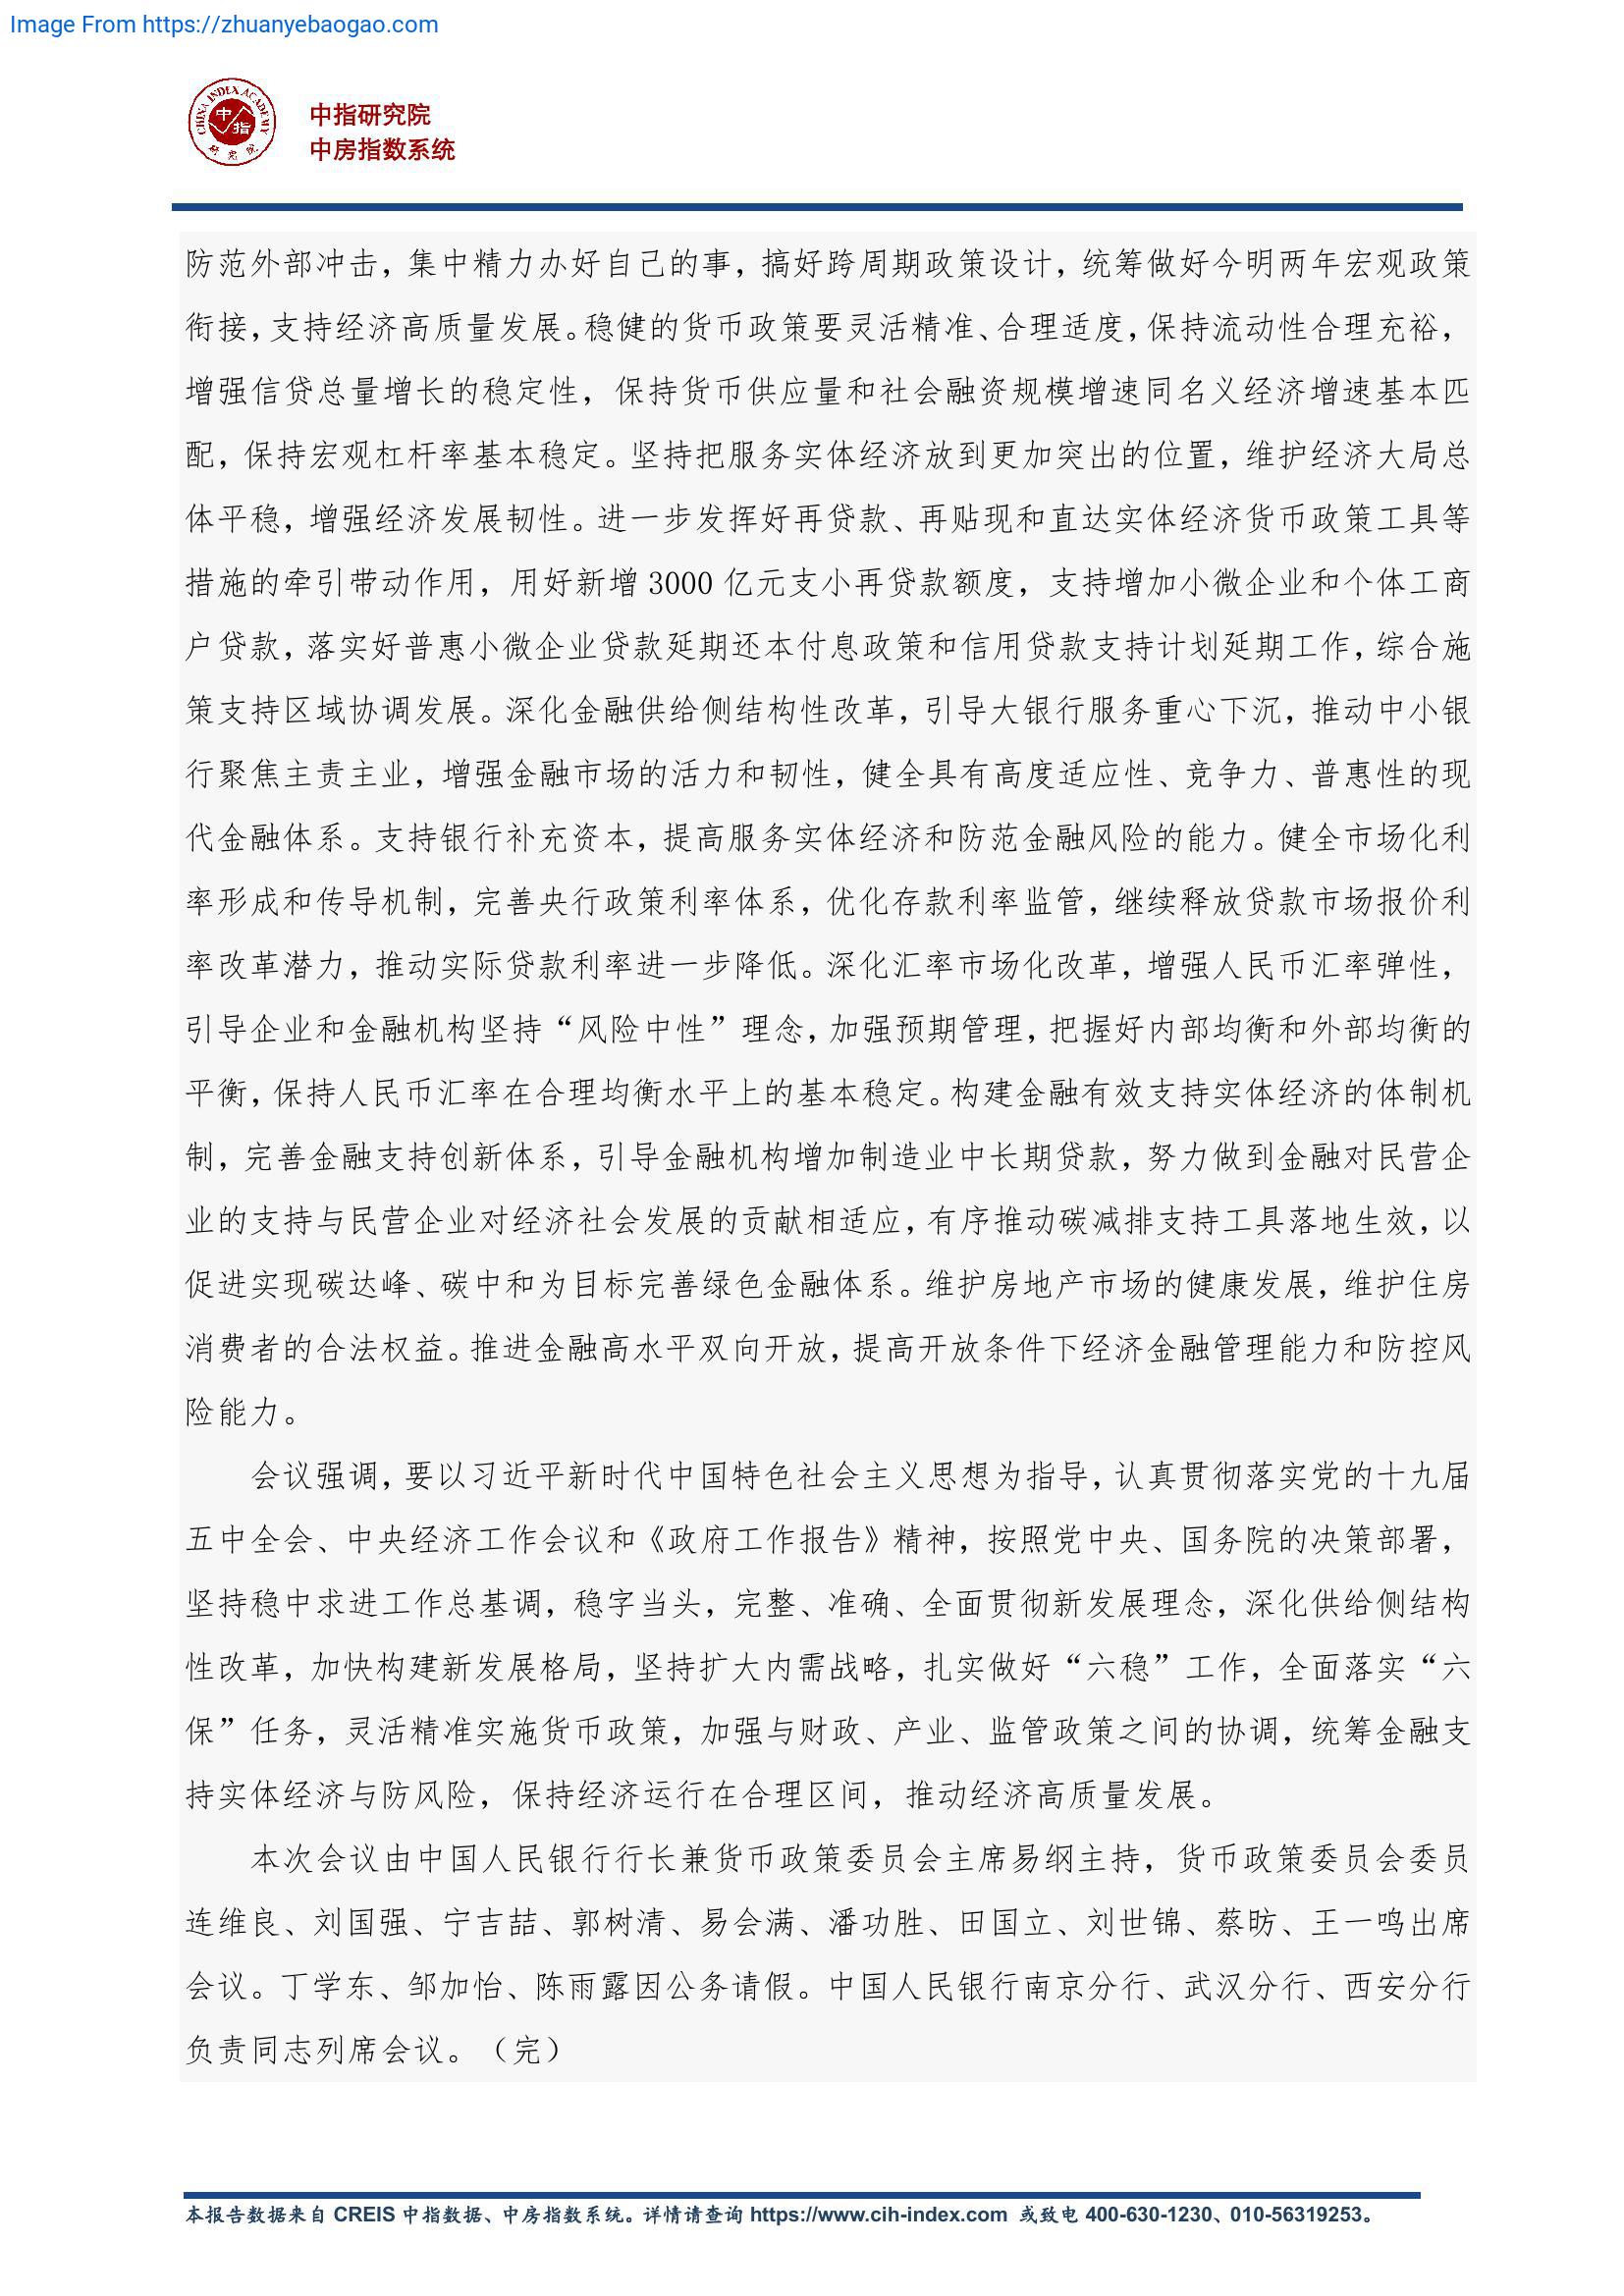 Image From https://zhuanyebaogao.com
CHINA INDEX ACADEMY
中指
研究院
中指研究院
中房指数系统
防范外部冲击，集中精力办好自己的事，搞好跨周期政策设计，统筹做好今明两年宏观政策
衔接，支持经济高质量发展。稳健的货币政策要灵活精准、合理适度，保持流动性合理充裕，
增强信贷总量增长的稳定性，保持货币供应量和社会融资规模增速同名义经济增速基本匹
配，保持宏观杠杆率基本稳定。坚持把服务实体经济放到更加突出的位置，维护经济大局总
体平稳，增强经济发展韧性。进一步发挥好再贷款、再贴现和直达实体经济货币政策工具等
措施的牵引带动作用，用好新增 3000 亿元支小再贷款额度，支持增加小微企业和个体工商
户贷款，落实好普惠小微企业贷款延期还本付息政策和信用贷款支持计划延期工作，综合施
策支持区域协调发展。深化金融供给侧结构性改革，引导大银行服务重心下沉，推动中小银
行聚焦主责主业，增强金融市场的活力和韧性，健全具有高度适应性、竞争力、普惠性的现
代金融体系。支持银行补充资本，提高服务实体经济和防范金融风险的能力。健全市场化利
率形成和传导机制，完善央行政策利率体系，优化存款利率监管，继续释放贷款市场报价利
率改革潜力，推动实际贷款利率进一步降低。深化汇率市场化改革，增强人民币汇率弹性，
引导企业和金融机构坚持“风险中性”理念，加强预期管理，把握好内部均衡和外部均衡的
平衡，保持人民币汇率在合理均衡水平上的基本稳定。构建金融有效支持实体经济的体制机
制，完善金融支持创新体系，引导金融机构增加制造业中长期贷款，努力做到金融对民营企
业的支持与民营企业对经济社会发展的贡献相适应，有序推动碳减排支持工具落地生效，以
促进实现碳达峰、碳中和为目标完善绿色金融体系。维护房地产市场的健康发展，维护住房
消费者的合法权益。推进金融高水平双向开放，提高开放条件下经济金融管理能力和防控风
险能力。
会议强调，要以习近平新时代中国特色社会主义思想为指导，认真贯彻落实党的十九届
五中全会、中央经济工作会议和《政府工作报告》精神，按照党中央、国务院的决策部署，
坚持稳中求进工作总基调，稳字当头，完整、准确、全面贯彻新发展理念，深化供给侧结构
性改革，加快构建新发展格局，坚持扩大内需战略，扎实做好“六稳”工作，全面落实“六
保”任务，灵活精准实施货币政策，加强与财政、产业、监管政策之间的协调，统筹金融支
持实体经济与防风险，保持经济运行在合理区间，推动经济高质量发展。
本次会议由中国人民银行行长兼货币政策委员会主席易纲主持，货币政策委员会委员
连维良、刘国强、宁吉喆、郭树清、易会满、潘功胜、田国立、刘世锦、蔡昉、王一鸣出席
会议。丁学东、邹加怡、陈雨露因公务请假。中国人民银行南京分行、武汉分行、西安分行
负责同志列席会议。（完）
本报告数据来自 CREIS 中指数据、中房指数系统。详情请查询 https://www.cih-index.com 或致电 400-630-1230、010-56319253。